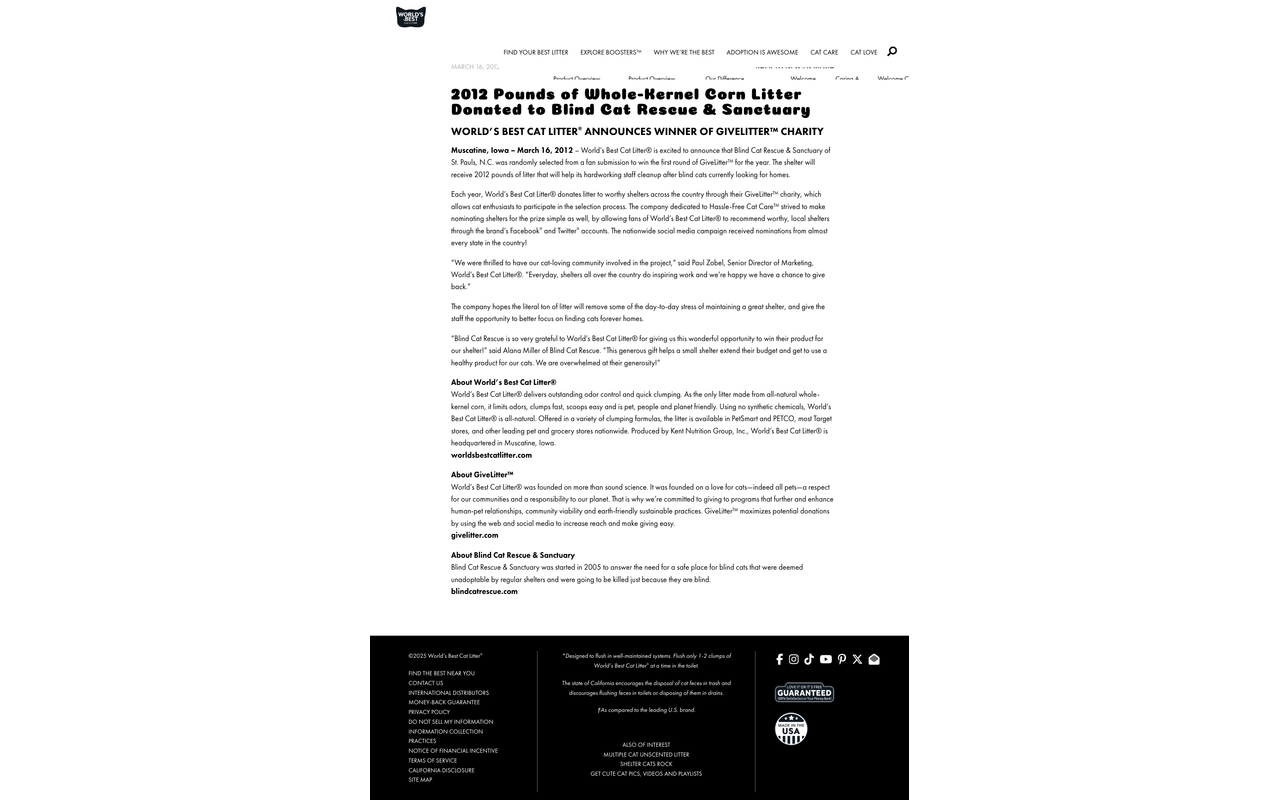 WORLD'S
BEST
FIND YOUR BEST LITTER EXPLORE BOOSTERS™ WHY WE'RE THE BEST ADOPTION IS AWESOME CAT CARE CAT LOVE
MARCH 16, 2012
Product Overview Product Overview Our Difference Welcome Caring & Welcome C
2012 Pounds of Whole-Kernel Corn Litter
Donated to Blind Cat Rescue & Sanctuary
WORLD'S BEST CAT LITTER® ANNOUNCES WINNER OF GIVELITTER™ CHARITY
Muscatine, Iowa – March 16, 2012 – World's Best Cat Litter® is excited to announce that Blind Cat Rescue & Sanctuary of
St. Pauls, N.C. was randomly selected from a fan submission to win the first round of GiveLitter™ for the year. The shelter will
receive 2012 pounds of litter that will help its hardworking staff cleanup after blind cats currently looking for homes.
Each year, World's Best Cat Litter® donates litter to worthy shelters across the country through their GiveLitter™ charity, which
allows cat enthusiasts to participate in the selection process. The company dedicated to Hassle-Free Cat Care™ strived to make
nominating shelters for the prize simple as well, by allowing fans of World's Best Cat Litter® to recommend worthy, local shelters
through the brand's Facebook® and Twitter® accounts. The nationwide social media campaign received nominations from almost
every state in the country!
"We were thrilled to have our cat-loving community involved in the project," said Paul Zobel, Senior Director of Marketing,
World's Best Cat Litter®. "Everyday, shelters all over the country do inspiring work and we're happy we have a chance to give
back."
The company hopes the literal ton of litter will remove some of the day-to-day stress of maintaining a great shelter, and give the
staff the opportunity to better focus on finding cats forever homes.
"Blind Cat Rescue is so very grateful to World's Best Cat Litter® for giving us this wonderful opportunity to win their product for
our shelter!" said Alana Miller of Blind Cat Rescue. "This generous gift helps a small shelter extend their budget and get to use a
healthy product for our cats. We are overwhelmed at their generosity!"
About World's Best Cat Litter®
World's Best Cat Litter® delivers outstanding odor control and quick clumping. As the only litter made from all-natural whole-
kernel corn, it limits odors, clumps fast, scoops easy and is pet, people and planet friendly. Using no synthetic chemicals, World's
Best Cat Litter® is all-natural. Offered in a variety of clumping formulas, the litter is available in PetSmart and PETCO, most Target
stores, and other leading pet and grocery stores nationwide. Produced by Kent Nutrition Group, Inc., World's Best Cat Litter® is
headquartered in Muscatine, Iowa.
worldsbestcatlitter.com
About GiveLitter™
World's Best Cat Litter® was founded on more than sound science. It was founded on a love for cats—indeed all pets—a respect
for our communities and a responsibility to our planet. That is why we're committed to giving to programs that further and enhance
human-pet relationships, community viability and earth-friendly sustainable practices. GiveLitter™ maximizes potential donations
by using the web and social media to increase reach and make giving easy.
givelitter.com
About Blind Cat Rescue & Sanctuary
Blind Cat Rescue & Sanctuary was started in 2005 to answer the need for a safe place for blind cats that were deemed
unadoptable by regular shelters and were going to be killed just because they are blind.
blindcatrescue.com
©2025 World's Best Cat Litter®
FIND THE BEST NEAR YOU
CONTACT US
INTERNATIONAL DISTRIBUTORS
MONEY-BACK GUARANTEE
PRIVACY POLICY
DO NOT SELL MY INFORMATION
INFORMATION COLLECTION
PRACTICES
NOTICE OF FINANCIAL INCENTIVE
TERMS OF SERVICE
CALIFORNIA DISCLOSURE
SITE MAP
*Designed to flush in well-maintained systems. Flush only 1-2 clumps of
World's Best Cat Litter® at a time in the toilet.
The state of California encourages the disposal of cat feces in trash and
discourages flushing feces in toilets or disposing of them in drains.
†As compared to the leading U.S. brand.
ALSO OF INTEREST
MULTIPLE CAT UNSCENTED LITTER
SHELTER CATS ROCK
GET CUTE CAT PICS, VIDEOS AND PLAYLISTS
LOVE IT OR IT'S FREE
GUARANTEED
100% Satisfaction or Your Money Back!
MADE IN THE
USA